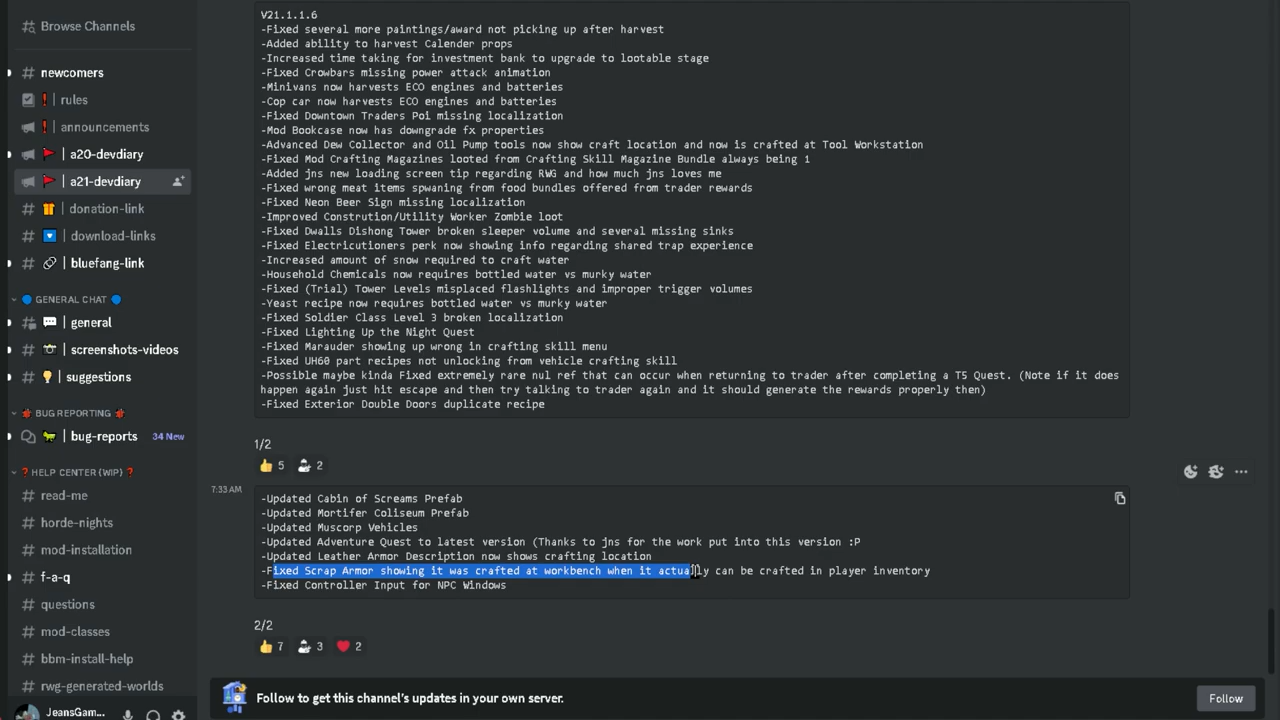 Browse Channels
newcomers
rules
announcements
a20-devdiary
a21-devdiary
donation-link
download-links
bluefang-link
GENERAL CHAT
general
screenshots-videos
suggestions
BUG REPORTING
bug-reports 34 New
HELP CENTER (WIP)
read-me
horde-nights
mod-installation
f-a-q
questions
mod-classes
bbm-install-help
rwg-generated-worlds
JeansGam...
V21.1.1.6
-Fixed several more paintings/award not picking up after harvest
-Added ability to harvest Calender props
-Increased time taking for investment bank to upgrade to lootable stage
-Fixed Crowbars missing power attack animation
-Minivans now harvests ECO engines and batteries
-Cop car now harvests ECO engines and batteries
-Fixed Downtown Traders Poi missing localization
-Mod Bookcase now has downgrade fx properties
-Advanced Dew Collector and Oil Pump tools now show craft location and now is crafted at Tool Workstation
-Fixed Mod Crafting Magazines looted from Crafting Skill Magazine Bundle always being 1
-Added jns new loading screen tip regarding RWG and how much jns loves me
-Fixed wrong meat items spwaning from food bundles offered from trader rewards
-Fixed Neon Beer Sign missing localization
-Improved Constrution/Utility Worker Zombie loot
-Fixed Dwalls Dishong Tower broken sleeper volume and several missing sinks
-Fixed Electricutioners perk now showing info regarding shared trap experience
-Increased amount of snow required to craft water
-Household Chemicals now requires bottled water vs murky water
-Fixed (Trial) Tower Levels misplaced flashlights and improper trigger volumes
-Yeast recipe now requires bottled water vs murky water
-Fixed Soldier Class Level 3 broken localization
-Fixed Lighting Up the Night Quest
-Fixed Marauder showing up wrong in crafting skill menu
-Fixed UH60 part recipes not unlocking from vehicle crafting skill
-Possible maybe kinda Fixed extremely rare nul ref that can occur when returning to trader after completing a T5 Quest. (Note if it does
happen again just hit escape and then try talking to trader again and it should generate the rewards properly then)
-Fixed Exterior Double Doors duplicate recipe
1/2
5 2
7:33 AM
-Updated Cabin of Screams Prefab
-Updated Mortifer Coliseum Prefab
-Updated Muscorp Vehicles
-Updated Adventure Quest to latest version (Thanks to jns for the work put into this version :P
-Updated Leather Armor Description now shows crafting location
-Fixed Scrap Armor showing it was crafted at workbench when it actually can be crafted in player inventory
-Fixed Controller Input for NPC Windows
2/2
7 3 2
Follow to get this channel's updates in your own server.
Follow